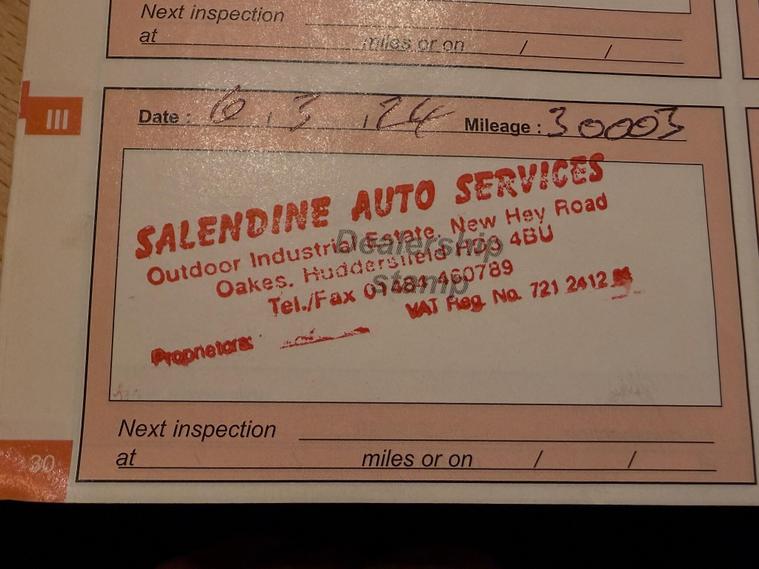 Next inspection
at miles or on / /
III
Date : 6 . 3 . 24 Mileage : 30003
SALENDINE AUTO SERVICES
Outdoor Industrial Estate, New Hey Road
Oakes, Huddersfield HD3 4BU
Dealership
stamp
Tel./Fax 01484 460789
VAT Reg. No. 721 2412
Proprietors:
Next inspection
at miles or on / /
30